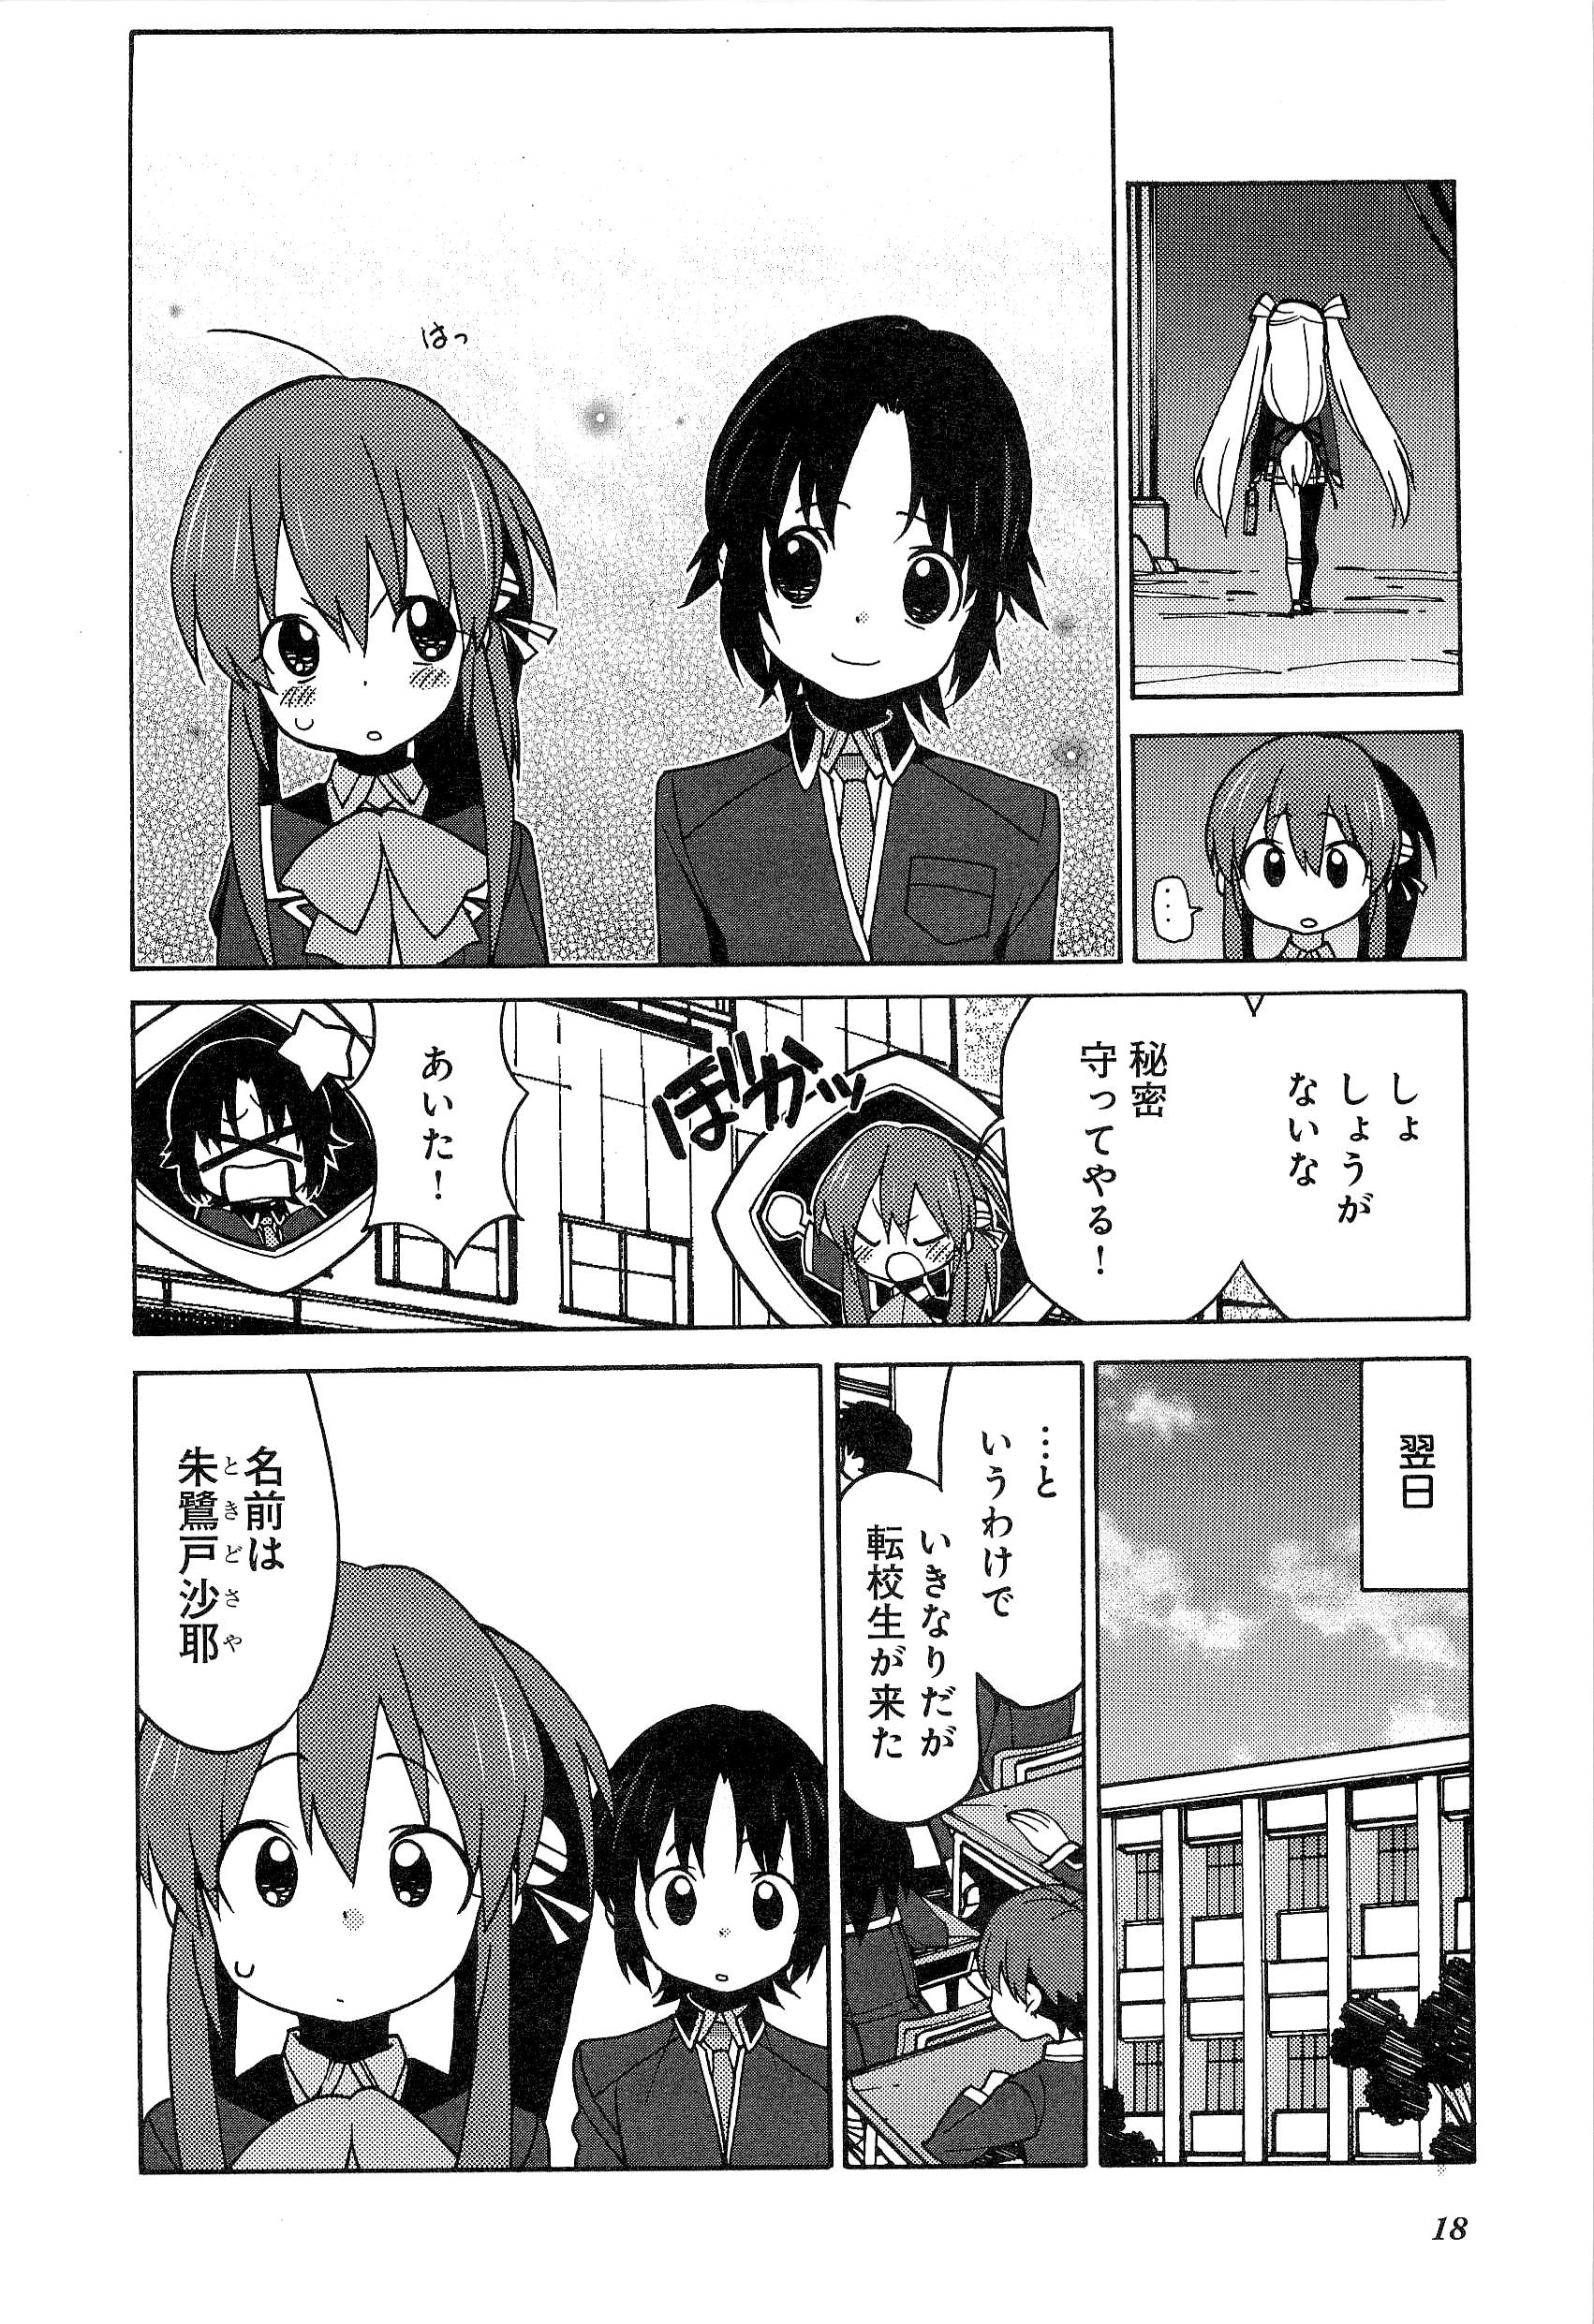 …
はっ
しょ
しょうが
ないな
秘密
守ってやる！
ぼかッ
あいた！
翌日
…と
いうわけで
いきなりだが
転校生が来た
名前は
朱鷺戸沙耶
ときどさや
18